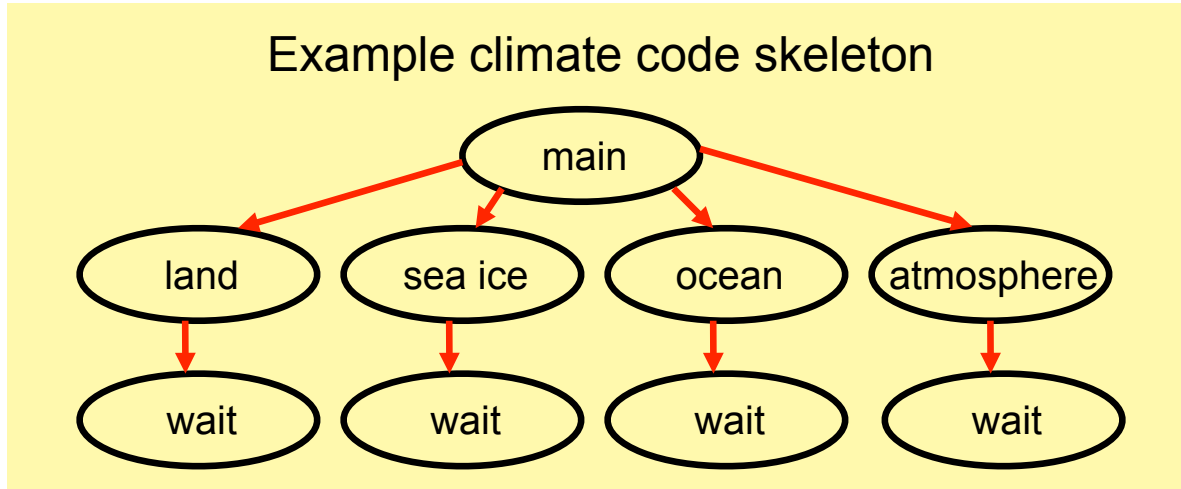 Example climate code skeleton
main
land
sea ice
ocean
atmosphere
wait
wait
wait
wait